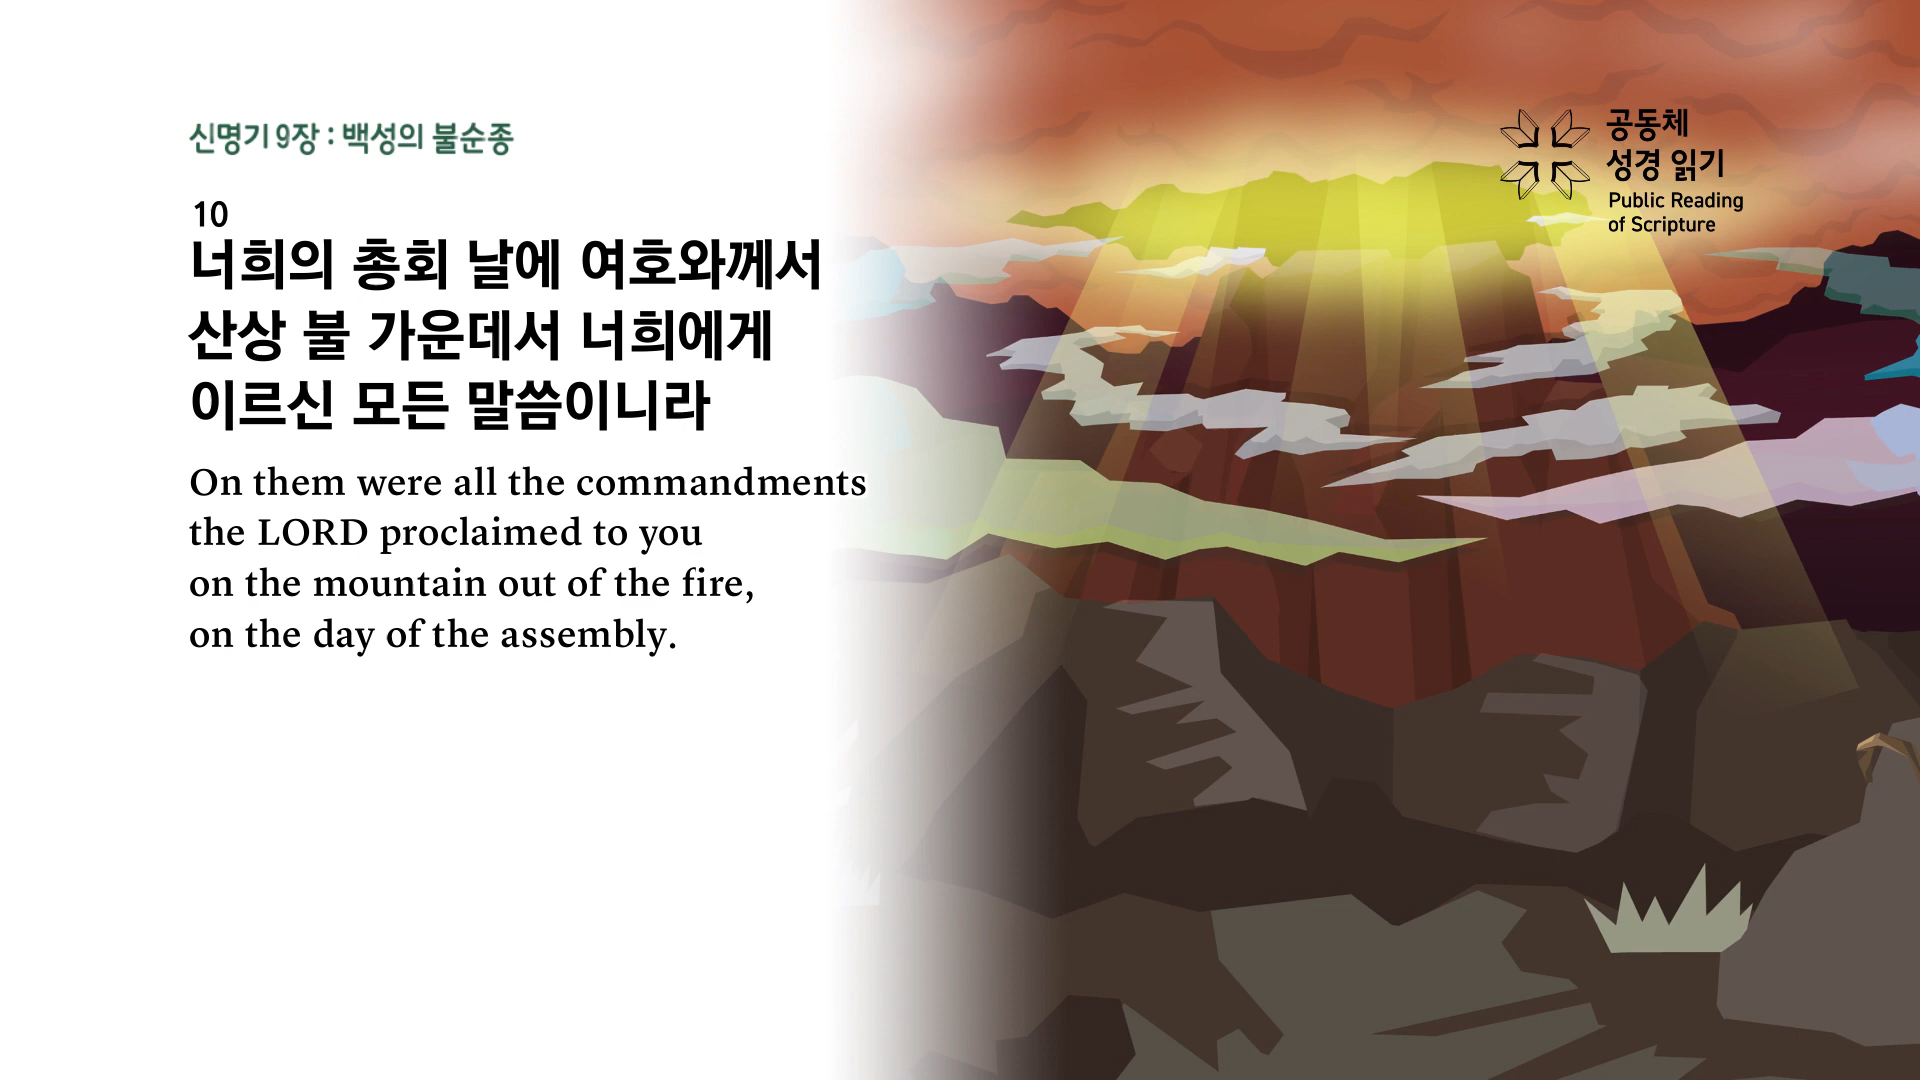 신명기 9장 : 백성의 불순종
10
너희의 총회 날에 여호와께서
산상 불 가운데서 너희에게
이르신 모든 말씀이니라
On them were all the commandments
the LORD proclaimed to you
on the mountain out of the fire,
on the day of the assembly.
공동체
성경 읽기
Public Reading
of Scripture